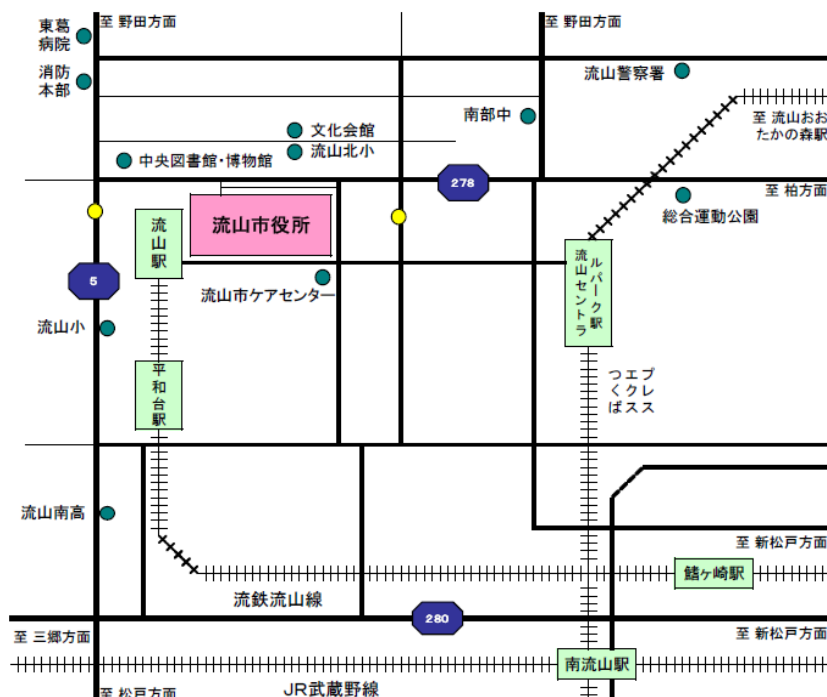 東葛
病院
至 野田方面
至 野田方面
消防
本部
流山警察署
南部中
至 流山おお
たかの森駅
文化会館
流山北小
中央図書館・博物館
278
至 柏方面
総合運動公園
流山駅
流山市役所
流山セントラ
ルパーク駅
5
流山市ケアセンター
流山小
平和台駅
つくば
エクス
プレス
流山南高
至 新松戸方面
鰭ヶ崎駅
流鉄流山線
280
至 三郷方面
至 新松戸方面
南流山駅
至 松戸方面
JR武蔵野線